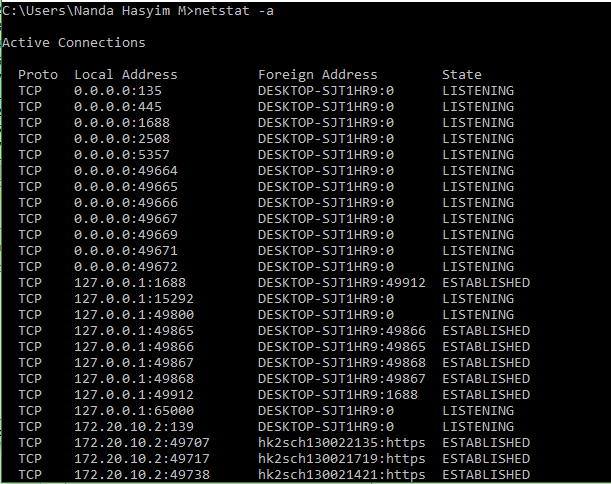 C:\Users\Nanda Hasyim M>netstat -a
Active Connections
Proto  Local Address          Foreign Address        State
TCP    0.0.0.0:135            DESKTOP-SJT1HR9:0      LISTENING
TCP    0.0.0.0:445            DESKTOP-SJT1HR9:0      LISTENING
TCP    0.0.0.0:1688           DESKTOP-SJT1HR9:0      LISTENING
TCP    0.0.0.0:2508           DESKTOP-SJT1HR9:0      LISTENING
TCP    0.0.0.0:5357           DESKTOP-SJT1HR9:0      LISTENING
TCP    0.0.0.0:49664          DESKTOP-SJT1HR9:0      LISTENING
TCP    0.0.0.0:49665          DESKTOP-SJT1HR9:0      LISTENING
TCP    0.0.0.0:49666          DESKTOP-SJT1HR9:0      LISTENING
TCP    0.0.0.0:49667          DESKTOP-SJT1HR9:0      LISTENING
TCP    0.0.0.0:49669          DESKTOP-SJT1HR9:0      LISTENING
TCP    0.0.0.0:49671          DESKTOP-SJT1HR9:0      LISTENING
TCP    0.0.0.0:49672          DESKTOP-SJT1HR9:0      LISTENING
TCP    127.0.0.1:1688         DESKTOP-SJT1HR9:49912  ESTABLISHED
TCP    127.0.0.1:15292        DESKTOP-SJT1HR9:0      LISTENING
TCP    127.0.0.1:49800        DESKTOP-SJT1HR9:0      LISTENING
TCP    127.0.0.1:49865        DESKTOP-SJT1HR9:49866  ESTABLISHED
TCP    127.0.0.1:49866        DESKTOP-SJT1HR9:49865  ESTABLISHED
TCP    127.0.0.1:49867        DESKTOP-SJT1HR9:49868  ESTABLISHED
TCP    127.0.0.1:49868        DESKTOP-SJT1HR9:49867  ESTABLISHED
TCP    127.0.0.1:49912        DESKTOP-SJT1HR9:1688   ESTABLISHED
TCP    127.0.0.1:65000        DESKTOP-SJT1HR9:0      LISTENING
TCP    172.20.10.2:139        DESKTOP-SJT1HR9:0      LISTENING
TCP    172.20.10.2:49707      hk2sch130022135:https  ESTABLISHED
TCP    172.20.10.2:49717      hk2sch130021719:https  ESTABLISHED
TCP    172.20.10.2:49738      hk2sch130021421:https  ESTABLISHED